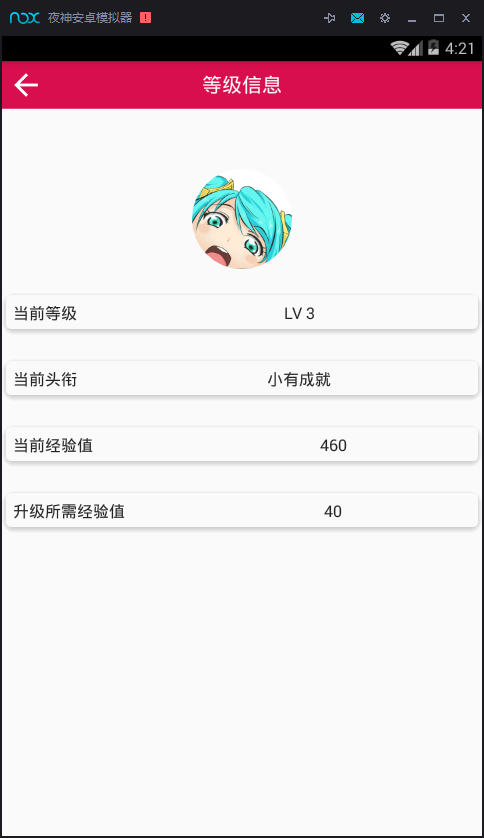 nox 夜神安卓模拟器
4:21
等级信息
当前等级 LV 3
当前头衔 小有成就
当前经验值 460
升级所需经验值 40